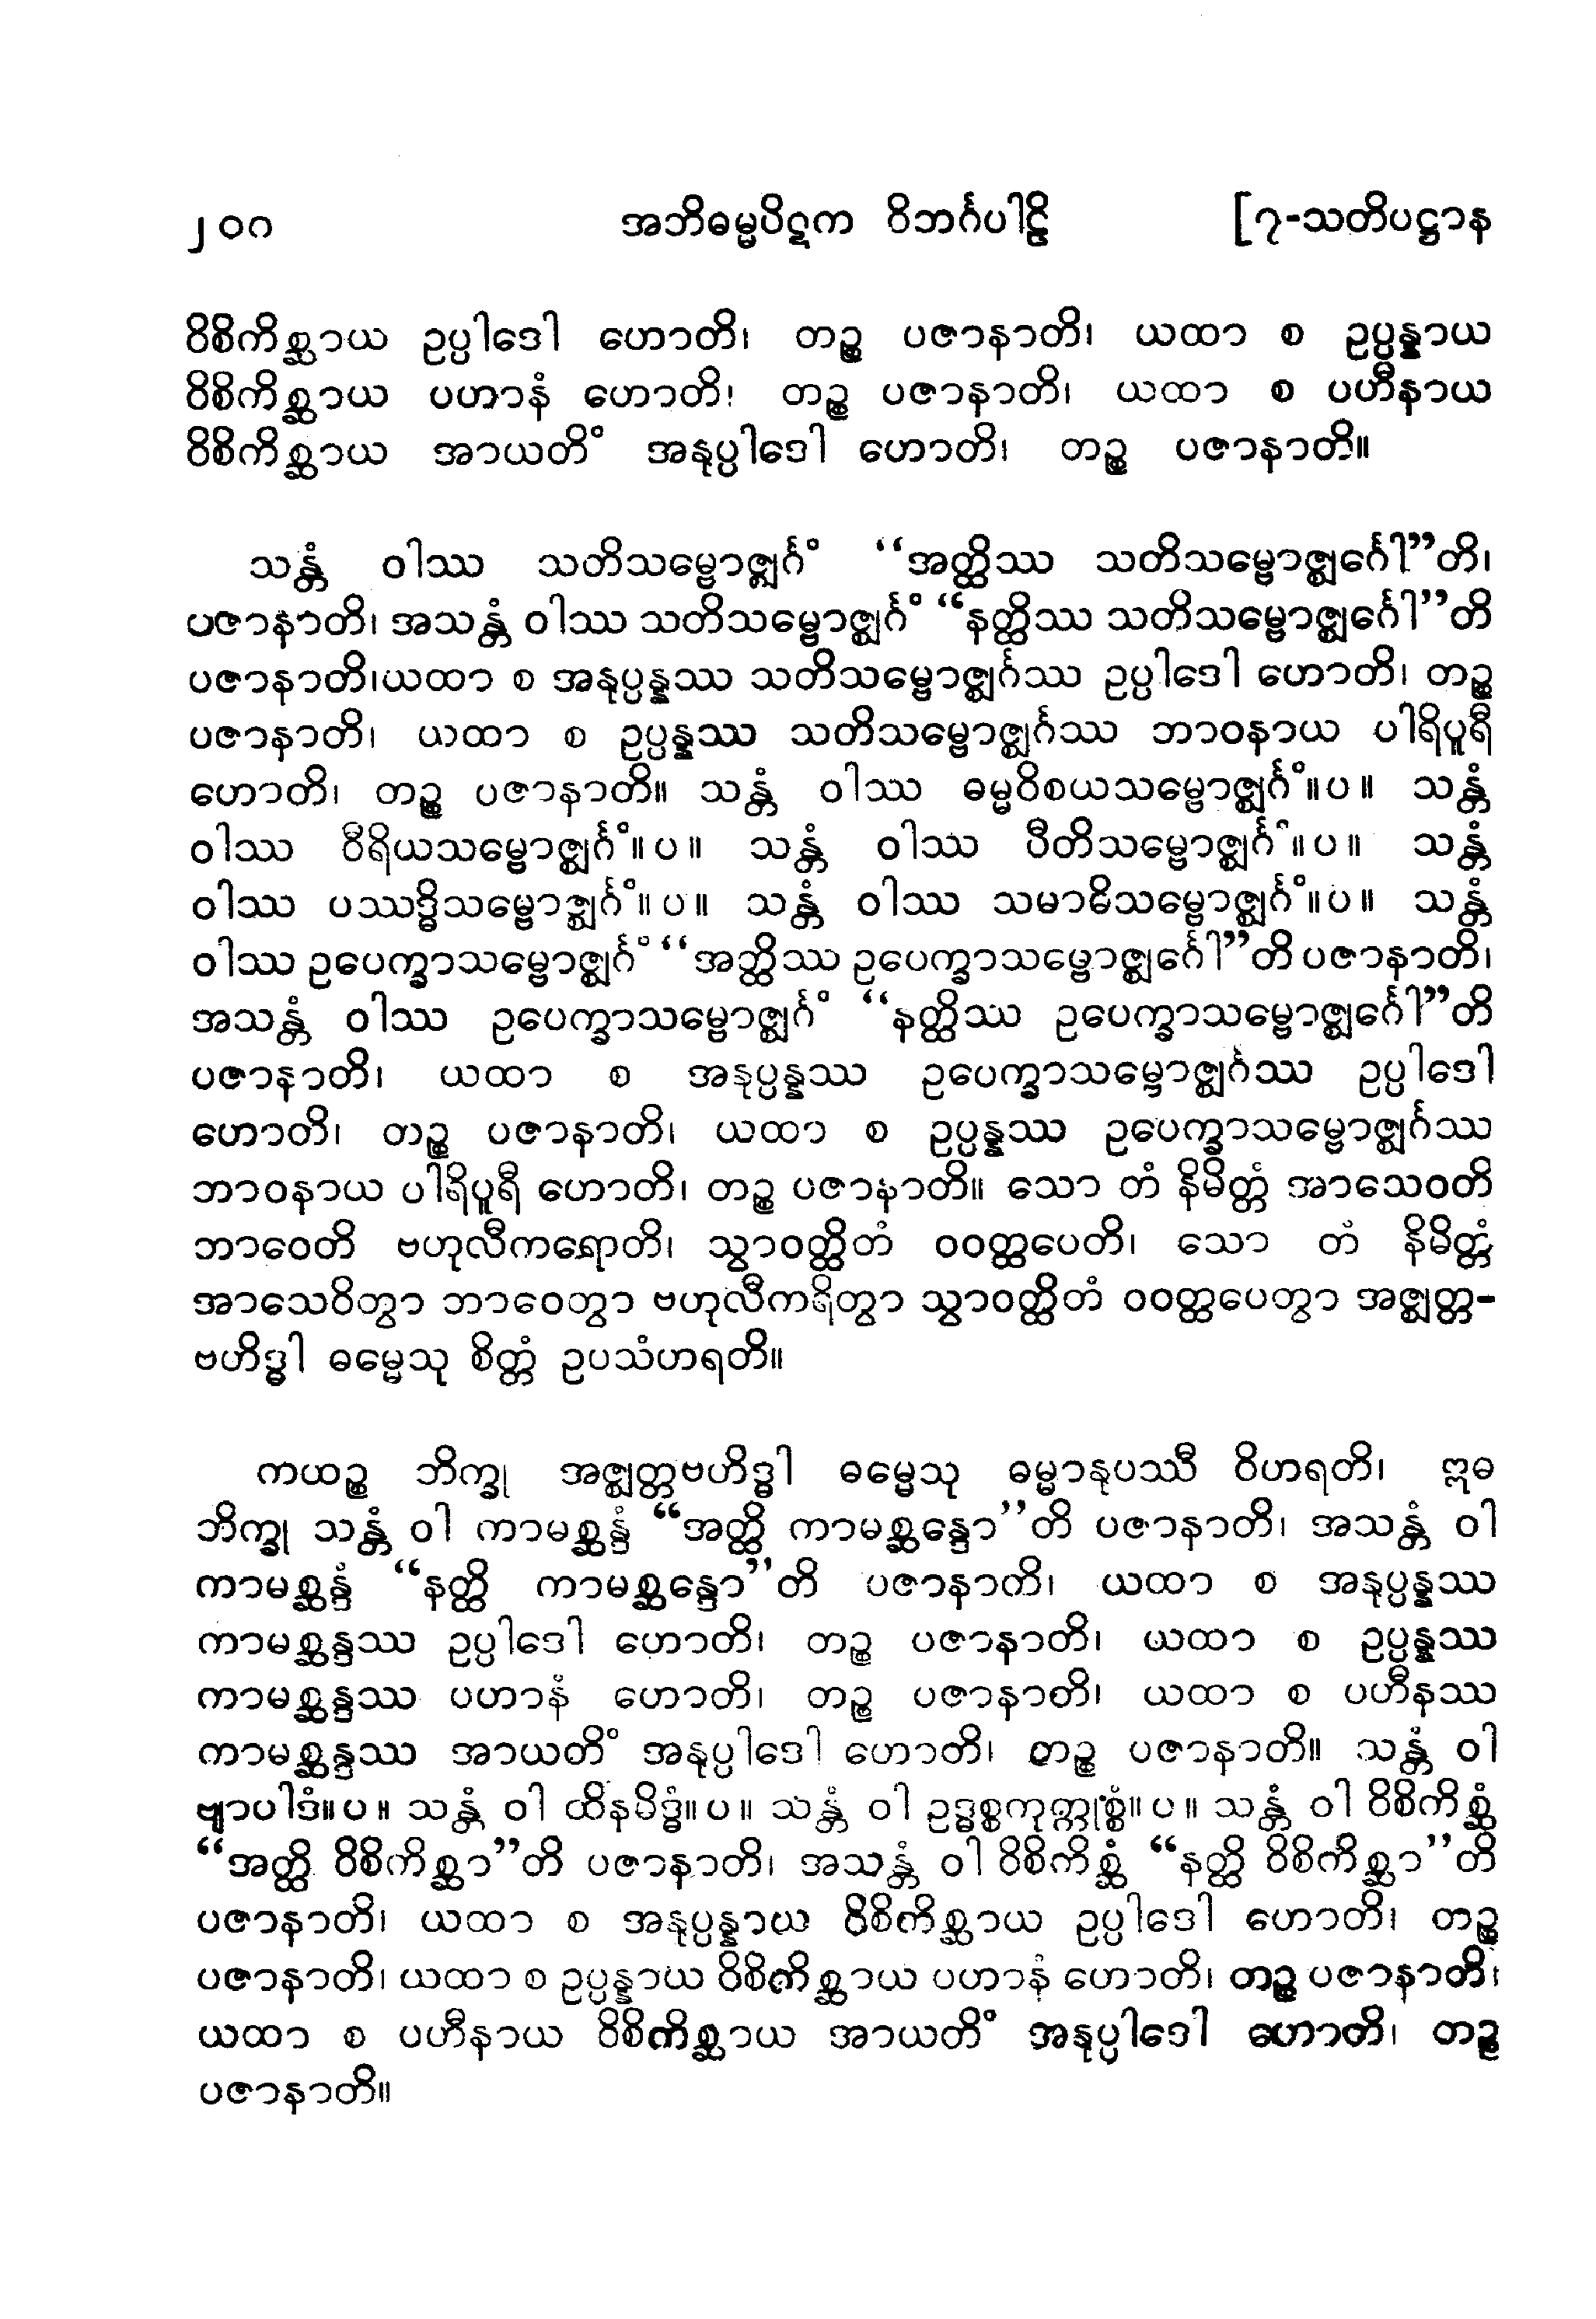 ၂၀၈ အဘိဓမ္မပိဋက ဝိဘင်္ဂပါဠိ [၇-သတိပဋ္ဌာန
ဝိစိကိစ္ဆာယ ဥပ္ပါဒေါ ဟောတိ၊ တဉ္စ ပဇာနာတိ၊ ယထာ စ ဥပ္ပန္နာယ
ဝိစိကိစ္ဆာယ ပဟာနံ ဟောတိ၊ တဉ္စ ပဇာနာတိ၊ ယထာ စ ပဟီနာယ
ဝိစိကိစ္ဆာယ အာယတိံ အနုပ္ပါဒေါ ဟောတိ၊ တဉ္စ ပဇာနာတိ။
သန္တံ ဝါဿ သတိသမ္ဗောဇ္ဈင်္ဂံ “အတ္ထိဿ သတိသမ္ဗောဇ္ဈင်္ဂေါ”တိ၊
ပဇာနာတိ၊ အသန္တံ ဝါဿ သတိသမ္ဗောဇ္ဈင်္ဂံ “နတ္ထိဿ သတိသမ္ဗောဇ္ဈင်္ဂေါ”တိ
ပဇာနာတိ၊ယထာ စ အနုပ္ပန္နဿ သတိသမ္ဗောဇ္ဈင်္ဂဿ ဥပ္ပါဒေါ ဟောတိ၊ တဉ္စ
ပဇာနာတိ၊ ယထာ စ ဥပ္ပန္နဿ သတိသမ္ဗောဇ္ဈင်္ဂဿ ဘာဝနာယ ပါရိပူရီ
ဟောတိ၊ တဉ္စ ပဇာနာတိ။ သန္တံ ဝါဿ ဓမ္မဝိစယသမ္ဗောဇ္ဈင်္ဂံ။ပ။ သန္တံ
ဝါဿ ဝီရိယသမ္ဗောဇ္ဈင်္ဂံ။ပ။ သန္တံ ဝါဿ ပီတိသမ္ဗောဇ္ဈင်္ဂံ။ပ။ သန္တံ
ဝါဿ ပဿဒ္ဓိသမ္ဗောဇ္ဈင်္ဂံ။ပ။ သန္တံ ဝါဿ သမာဓိသမ္ဗောဇ္ဈင်္ဂံ။ပ။ သန္တံ
ဝါဿ ဥပေက္ခာသမ္ဗောဇ္ဈင်္ဂံ “အတ္ထိဿ ဥပေက္ခာသမ္ဗောဇ္ဈင်္ဂေါ”တိ ပဇာနာတိ၊
အသန္တံ ဝါဿ ဥပေက္ခာသမ္ဗောဇ္ဈင်္ဂံ “နတ္ထိဿ ဥပေက္ခာသမ္ဗောဇ္ဈင်္ဂေါ”တိ
ပဇာနာတိ၊ ယထာ စ အနုပ္ပန္နဿ ဥပေက္ခာသမ္ဗောဇ္ဈင်္ဂဿ ဥပ္ပါဒေါ
ဟောတိ၊ တဉ္စ ပဇာနာတိ၊ ယထာ စ ဥပ္ပန္နဿ ဥပေက္ခာသမ္ဗောဇ္ဈင်္ဂဿ
ဘာဝနာယ ပါရိပူရီ ဟောတိ၊ တဉ္စ ပဇာနာတိ။ သော တံ နိမိတ္တံ အာသေဝတိ
ဘာဝေတိ ဗဟုလီကရောတိ၊ သွာဝတ္ထိတံ ဝဝတ္ထပေတိ၊ သော တံ နိမိတ္တံ
အာသေဝိတွာ ဘာဝေတွာ ဗဟုလီကရိတွာ သွာဝတ္ထိတံ ဝဝတ္ထပေတွာ အဇ္ဈတ္တ-
ဗဟိဒ္ဓါ ဓမ္မေသု စိတ္တံ ဥပသံဟရတိ။
ကထဉ္စ ဘိက္ခု အဇ္ဈတ္တဗဟိဒ္ဓါ ဓမ္မေသု ဓမ္မာနုပဿီ ဝိဟရတိ၊ ဣဓ
ဘိက္ခု သန္တံ ဝါ ကာမစ္ဆန္ဒံ “အတ္ထိ ကာမစ္ဆန္ဒော”တိ ပဇာနာတိ၊ အသန္တံ ဝါ
ကာမစ္ဆန္ဒံ “နတ္ထိ ကာမစ္ဆန္ဒော”တိ ပဇာနာတိ၊ ယထာ စ အနုပ္ပန္နဿ
ကာမစ္ဆန္ဒဿ ဥပ္ပါဒေါ ဟောတိ၊ တဉ္စ ပဇာနာတိ၊ ယထာ စ ဥပ္ပန္နဿ
ကာမစ္ဆန္ဒဿ ပဟာနံ ဟောတိ၊ တဉ္စ ပဇာနာတိ၊ ယထာ စ ပဟီနဿ
ကာမစ္ဆန္ဒဿ အာယတိံ အနုပ္ပါဒေါ ဟောတိ၊ တဉ္စ ပဇာနာတိ။ သန္တံ ဝါ
ဗျာပါဒံ။ပ။ သန္တံ ဝါ ထိနမိဒ္ဓံ။ပ။ သန္တံ ဝါ ဥဒ္ဓစ္စကုက္ကုစ္စံ။ပ။ သန္တံ ဝါ ဝိစိကိစ္ဆံ
“အတ္ထိ ဝိစိကိစ္ဆာ”တိ ပဇာနာတိ၊ အသန္တံ ဝါ ဝိစိကိစ္ဆံ “နတ္ထိ ဝိစိကိစ္ဆာ”တိ
ပဇာနာတိ၊ ယထာ စ အနုပ္ပန္နာယ ဝိစိကိစ္ဆာယ ဥပ္ပါဒေါ ဟောတိ၊ တဉ္စ
ပဇာနာတိ၊ ယထာ စ ဥပ္ပန္နာယ ဝိစိကိစ္ဆာယ ပဟာနံ ဟောတိ၊ တဉ္စ ပဇာနာတိ၊
ယထာ စ ပဟီနာယ ဝိစိကိစ္ဆာယ အာယတိံ အနုပ္ပါဒေါ ဟောတိ၊ တဉ္စ
ပဇာနာတိ။